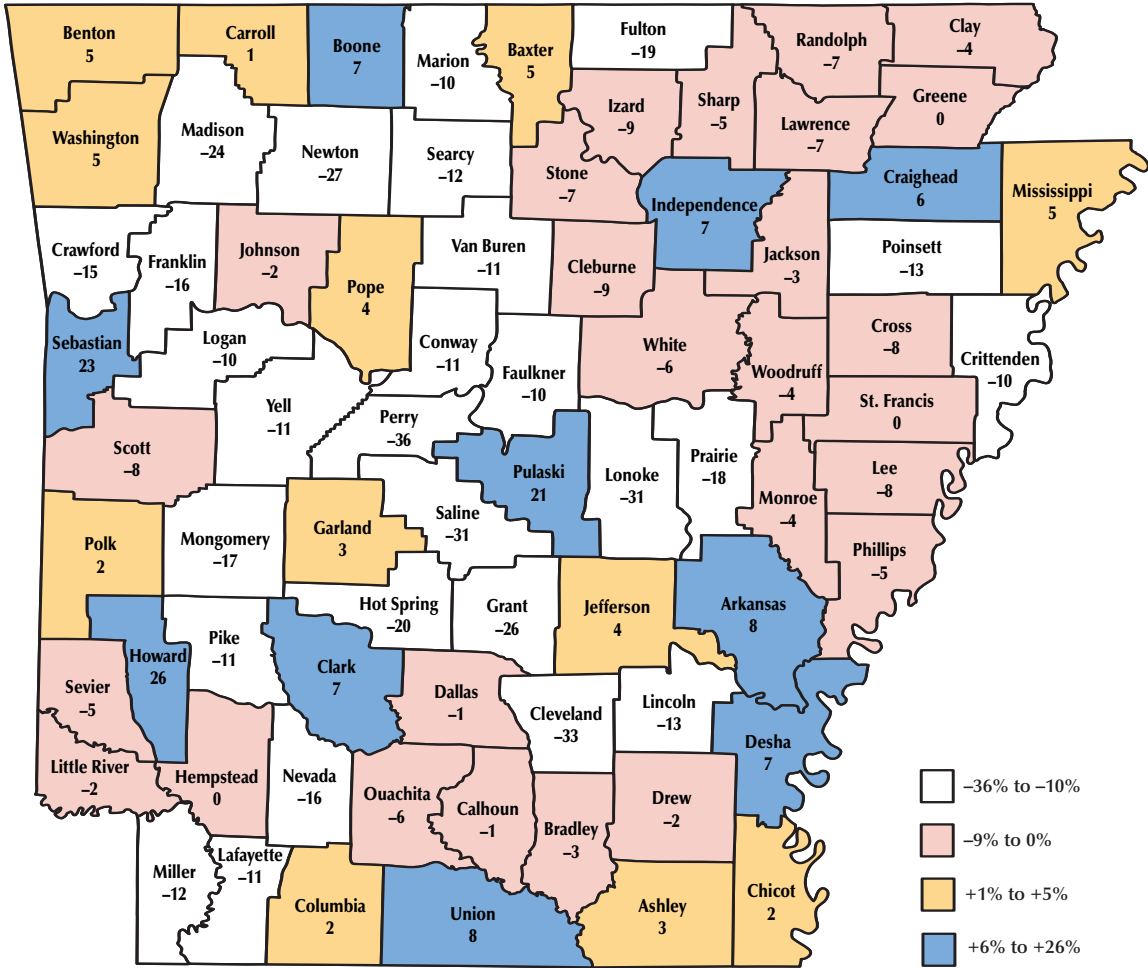 Benton
5
Carroll
1
Boone
7
Marion
–10
Baxter
5
Fulton
–19
Randolph
–7
Clay
–4
Izard
–9
Sharp
–5
Lawrence
–7
Greene
0
Washington
5
Madison
–24
Newton
–27
Searcy
–12
Stone
–7
Independence
7
Craighead
6
Mississippi
5
Crawford
–15
Franklin
–16
Johnson
–2
Pope
4
Van Buren
–11
Cleburne
–9
Jackson
–3
Poinsett
–13
Sebastian
23
Logan
–10
Conway
–11
Faulkner
–10
White
–6
Woodruff
–4
Cross
–8
Crittenden
–10
Yell
–11
Perry
–36
St. Francis
0
Scott
–8
Pulaski
21
Lonoke
–31
Prairie
–18
Monroe
–4
Lee
–8
Polk
2
Mongomery
–17
Garland
3
Saline
–31
Phillips
–5
Hot Spring
–20
Grant
–26
Jefferson
4
Arkansas
8
Howard
26
Pike
–11
Clark
7
Sevier
–5
Dallas
–1
Cleveland
–33
Lincoln
–13
Desha
7
Little River
–2
Hempstead
0
Nevada
–16
Ouachita
–6
Calhoun
–1
Bradley
–3
Drew
–2
Miller
–12
Lafayette
–11
Columbia
2
Union
8
Ashley
3
Chicot
2
–36% to –10%
–9% to 0%
+1% to +5%
+6% to +26%